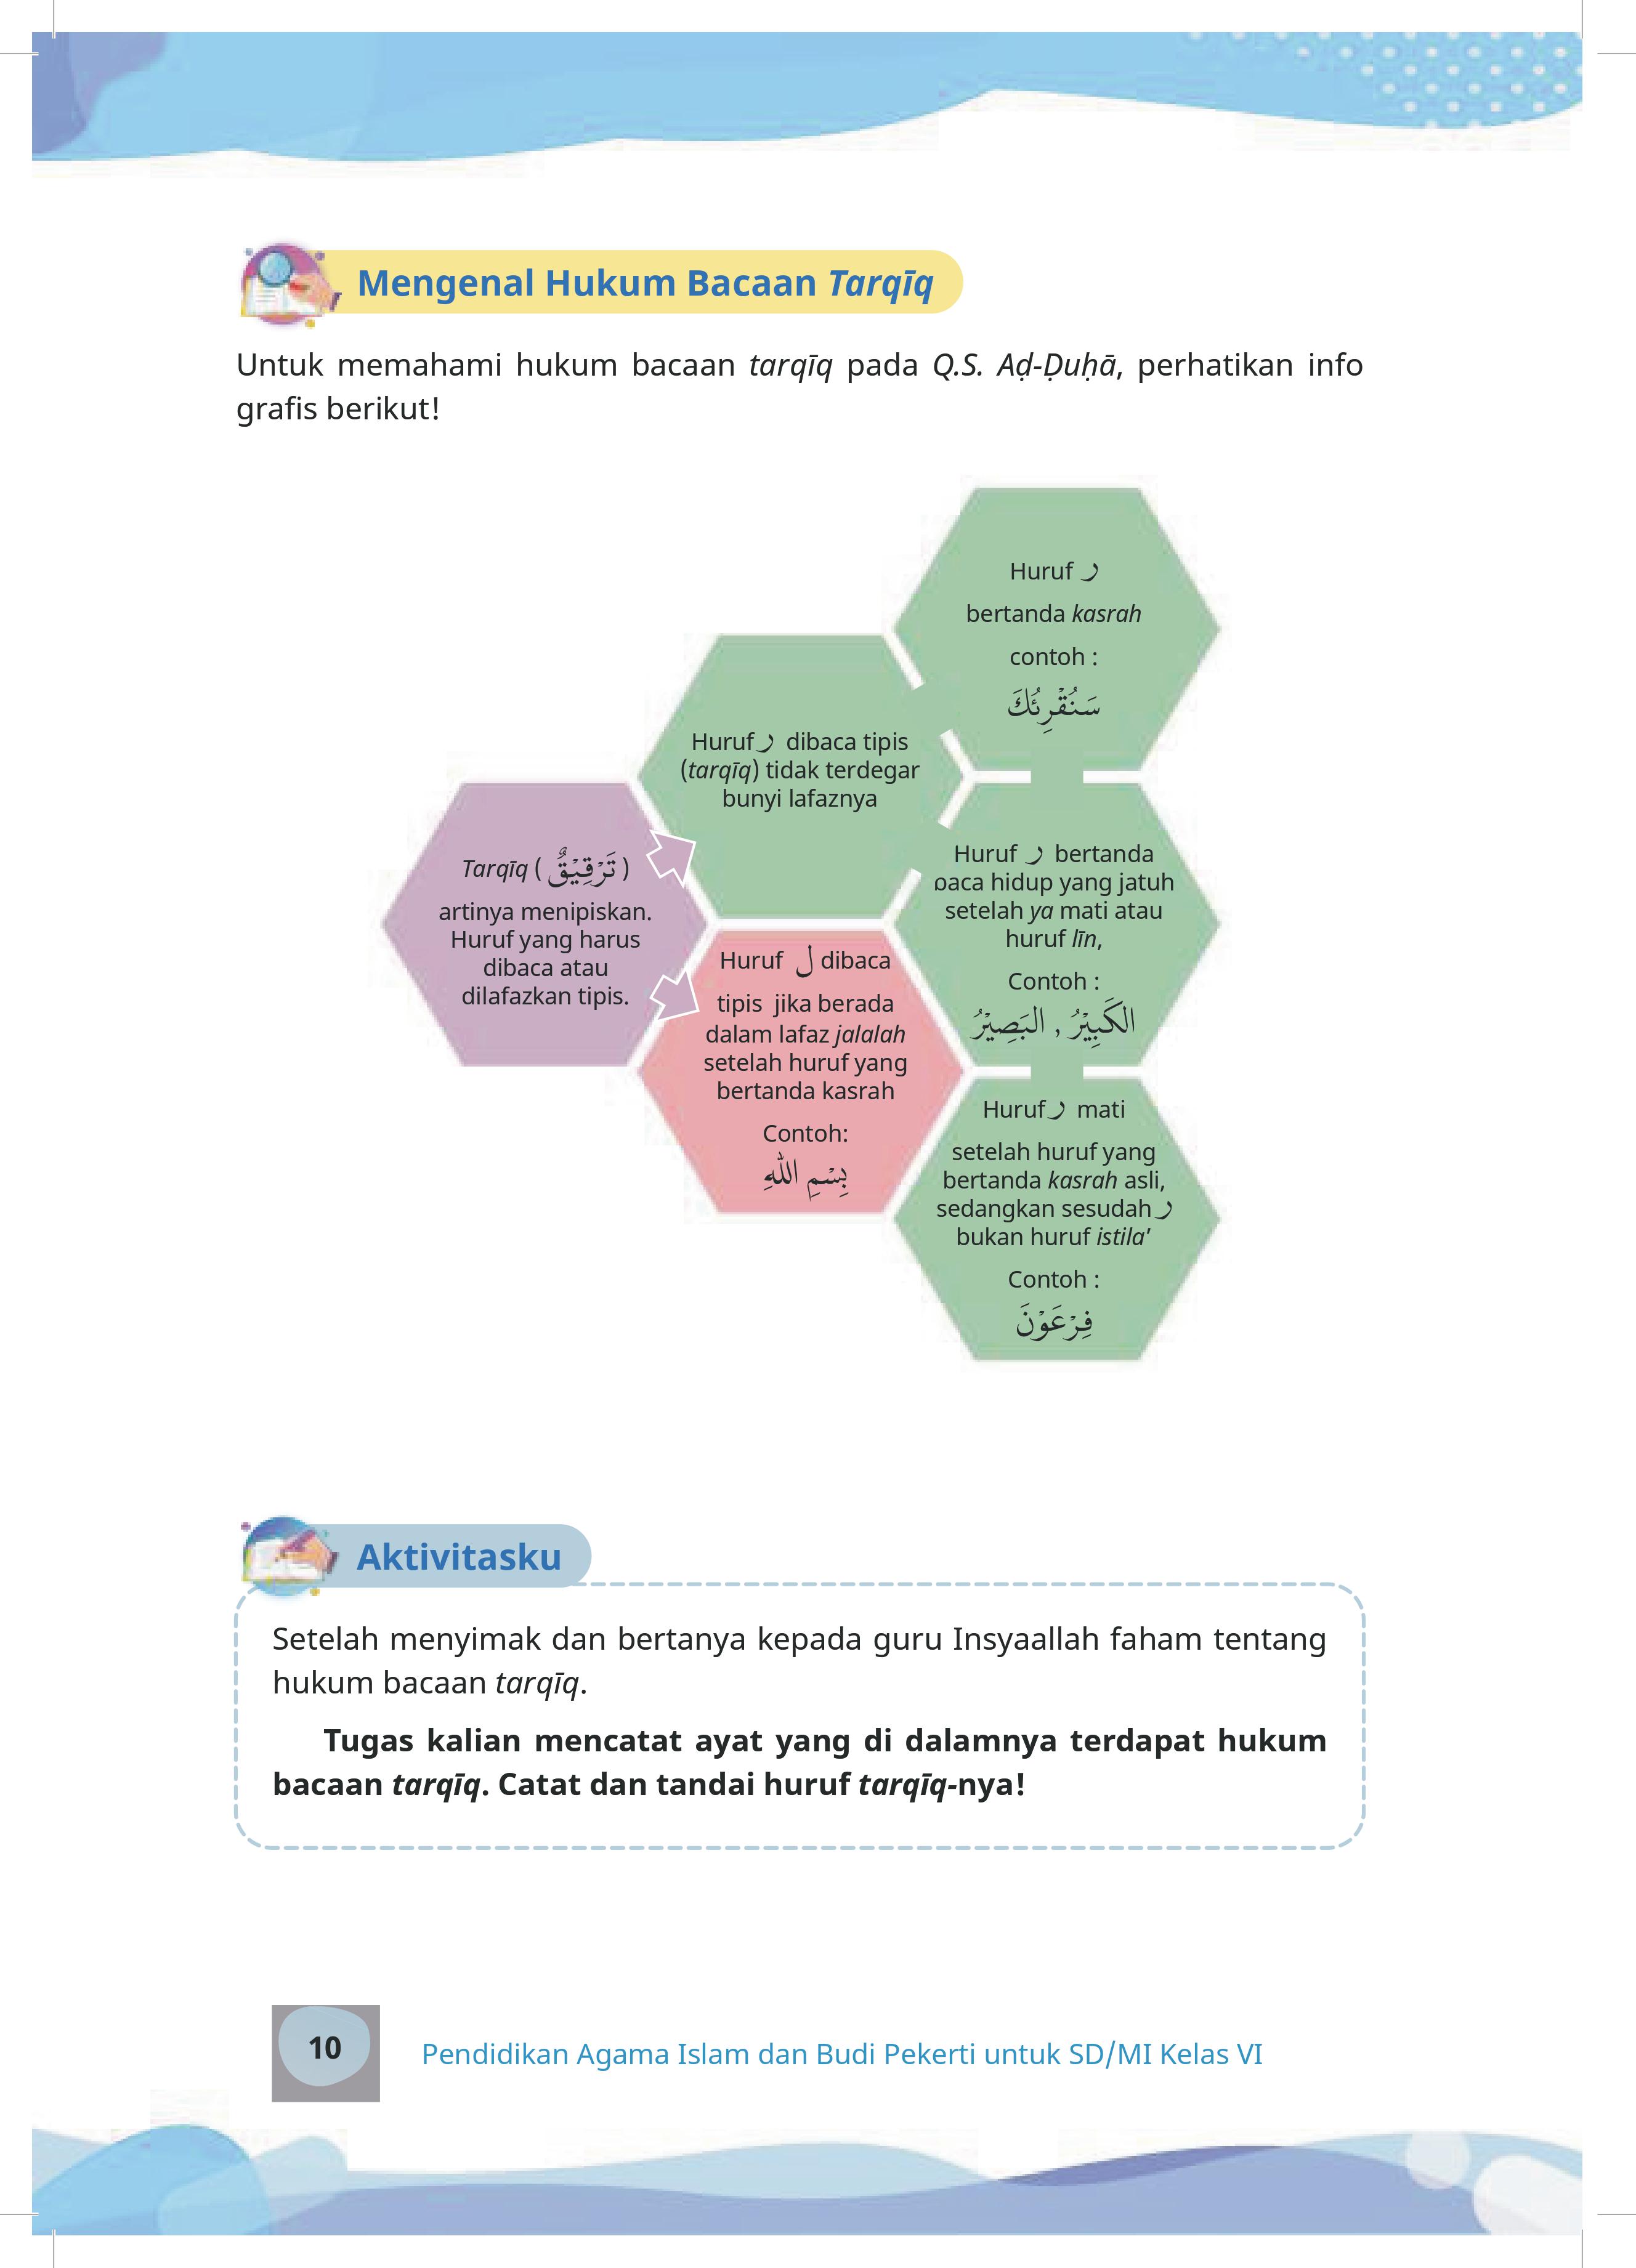 Mengenal Hukum Bacaan Tarqīq
Untuk memahami hukum bacaan tarqīq pada Q.S. Aḍ-Ḍuḥā, perhatikan info
grafis berikut!
Tarqīq ( تَرْقِيْقٌ )
artinya menipiskan.
Huruf yang harus
dibaca atau
dilafazkan tipis.
Huruf ر dibaca tipis
(tarqīq) tidak terdegar
bunyi lafaznya
Huruf ر
bertanda kasrah
contoh :
سَنُقْرِئُكَ
Huruf ر bertanda
baca hidup yang jatuh
setelah ya mati atau
huruf līn,
Contoh :
الكَبِيْرُ , البَصِيْرُ
Huruf ر mati
setelah huruf yang
bertanda kasrah asli,
sedangkan sesudah ر
bukan huruf istila’
Contoh :
فِرْعَوْنَ
Huruf ل dibaca
tipis jika berada
dalam lafaz jalalah
setelah huruf yang
bertanda kasrah
Contoh:
بِسْمِ اللهِ
Aktivitasku
Setelah menyimak dan bertanya kepada guru Insyaallah faham tentang
hukum bacaan tarqīq.
Tugas kalian mencatat ayat yang di dalamnya terdapat hukum
bacaan tarqīq. Catat dan tandai huruf tarqīq-nya!
10
Pendidikan Agama Islam dan Budi Pekerti untuk SD/MI Kelas VI